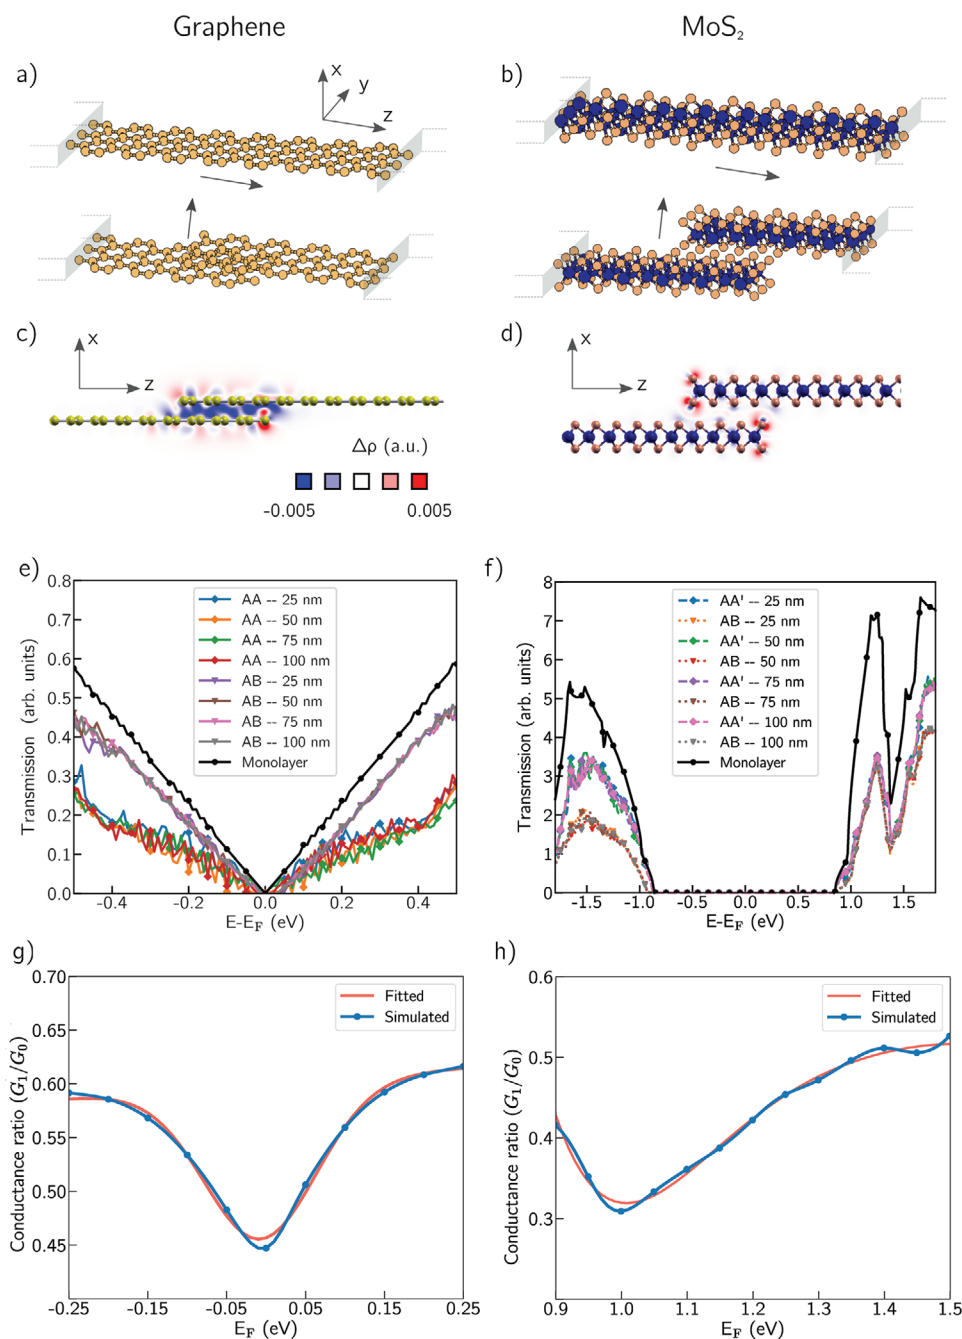 Graphene
MoS₂
a)
x
y
z
b)
c)
x
z
Δρ (a.u.)
-0.005
0.005
d)
x
z
e)
0.8
0.7
0.6
0.5
0.4
0.3
0.2
0.1
0.0
Transmission (arb. units)
AA -- 25 nm
AA -- 50 nm
AA -- 75 nm
AA -- 100 nm
AB -- 25 nm
AB -- 50 nm
AB -- 75 nm
AB -- 100 nm
Monolayer
-0.4 -0.2 0.0 0.2 0.4
E-E_F (eV)
f)
8
7
6
5
4
3
2
1
0
Transmission (arb. units)
AA' -- 25 nm
AB -- 25 nm
AA' -- 50 nm
AB -- 50 nm
AA' -- 75 nm
AB -- 75 nm
AA' -- 100 nm
AB -- 100 nm
Monolayer
-1.5 -1.0 -0.5 0.0 0.5 1.0 1.5
E-E_F (eV)
g)
0.70
0.65
0.60
0.55
0.50
0.45
Conductance ratio (G₁/G₀)
Fitted
Simulated
-0.25 -0.15 -0.05 0.05 0.15 0.25
E_F (eV)
h)
0.6
0.5
0.4
0.3
Conductance ratio (G₁/G₀)
Fitted
Simulated
0.9 1.0 1.1 1.2 1.3 1.4 1.5
E_F (eV)